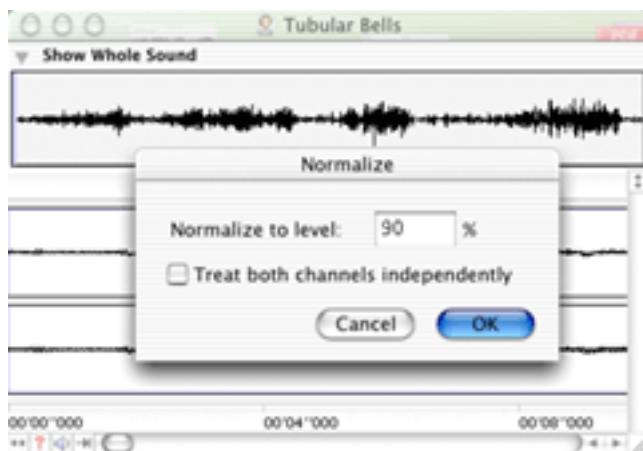 Tubular Bells
Show Whole Sound
Normalize
Normalize to level: 90 %
Treat both channels independently
Cancel OK
00'00"000 00'04"000 00'08"000